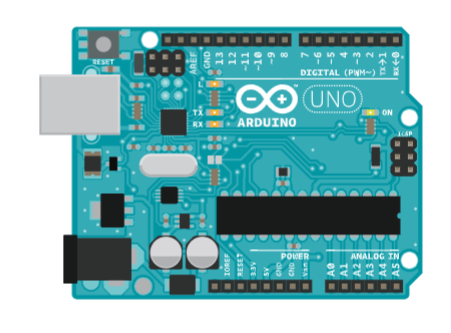 RESET
AREF
GND
13
12
~11
~10
~9
8
7
~6
~5
4
~3
2
TX→1
RX←0
DIGITAL (PWM~)
TX
RX
ARDUINO
UNO
ON
ICSP
IOREF
RESET
3.3V
5V
GND
GND
Vin
POWER
ANALOG IN
A0
A1
A2
A3
A4
A5